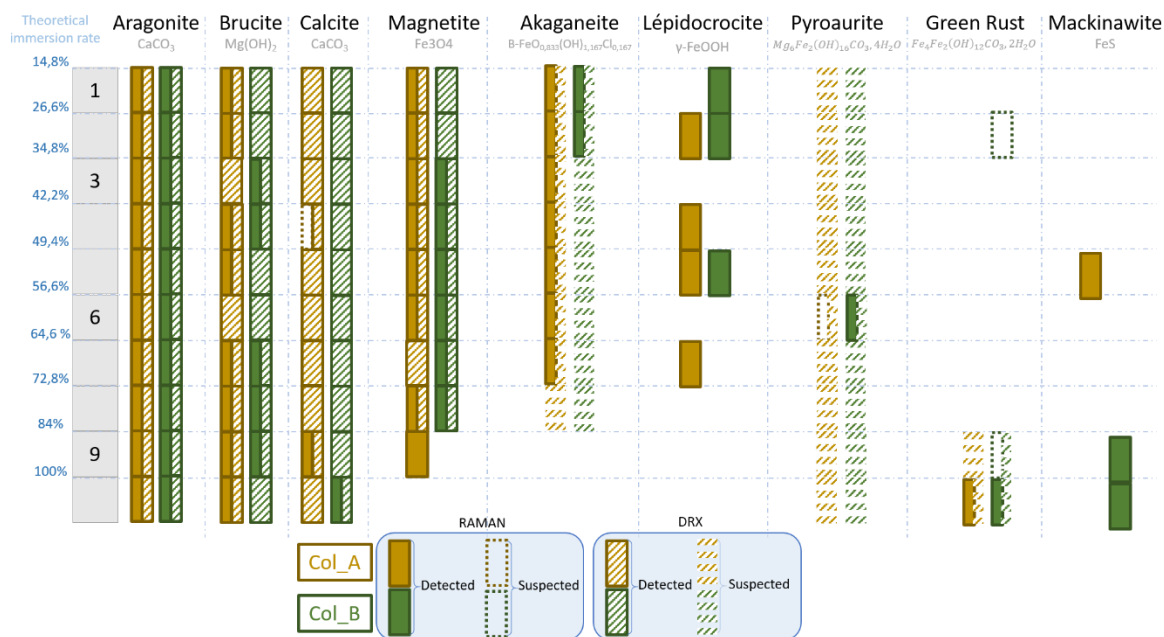 Theoretical
immersion rate
Aragonite
CaCO3
Brucite
Mg(OH)2
Calcite
CaCO3
Magnetite
Fe3O4
Akaganeite
B-FeO0,833(OH)1,167Cl0,167
Lépidocrocite
γ-FeOOH
Pyroaurite
Mg6Fe2(OH)16CO3, 4H2O
Green Rust
Fe4Fe2(OH)12CO3, 2H2O
Mackinawite
FeS
14,8%
1
26,6%
34,8%
3
42,2%
49,4%
56,6%
6
64,6 %
72,8%
84%
9
100%
RAMAN
DRX
Col_A
Detected
Suspected
Detected
Suspected
Col_B